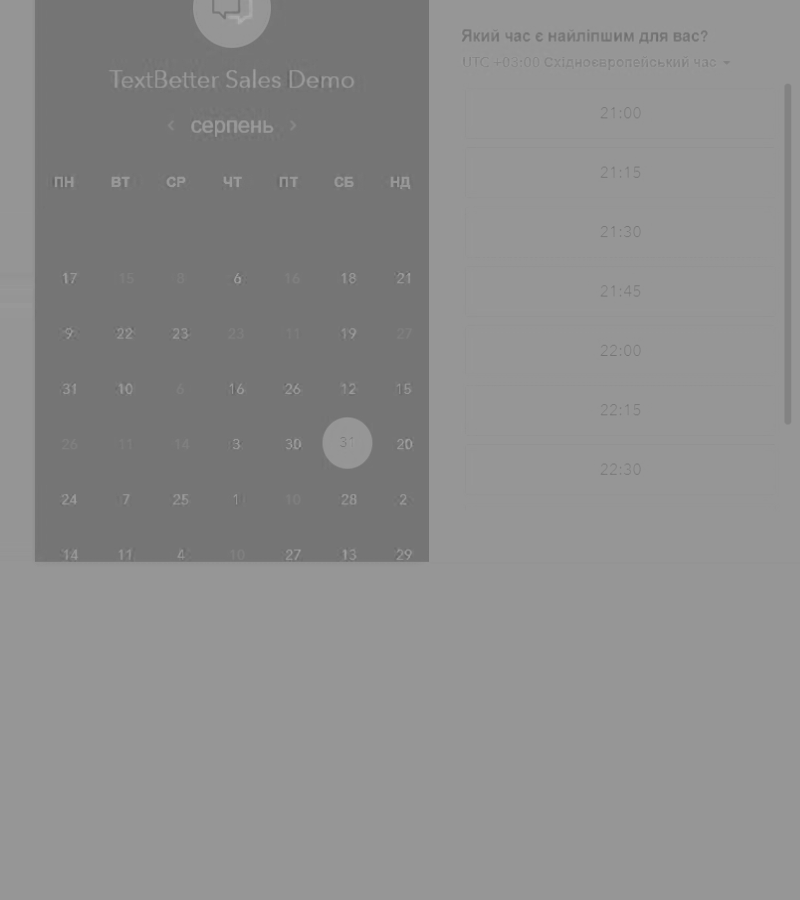 TextBetter Sales Demo
‹ серпень ›
ПН ВТ СР ЧТ ПТ СБ НД
17 15 6 16 18 21
9 22 23 23 11 19 27
31 10 6 16 26 12 15
26 11 14 3 30 31 20
24 7 25 1 10 28 2
14 11 4 10 27 13 29
Який час є найліпшим для вас?
UTC +03:00 Східноєвропейський час
21:00
21:15
21:30
21:45
22:00
22:15
22:30